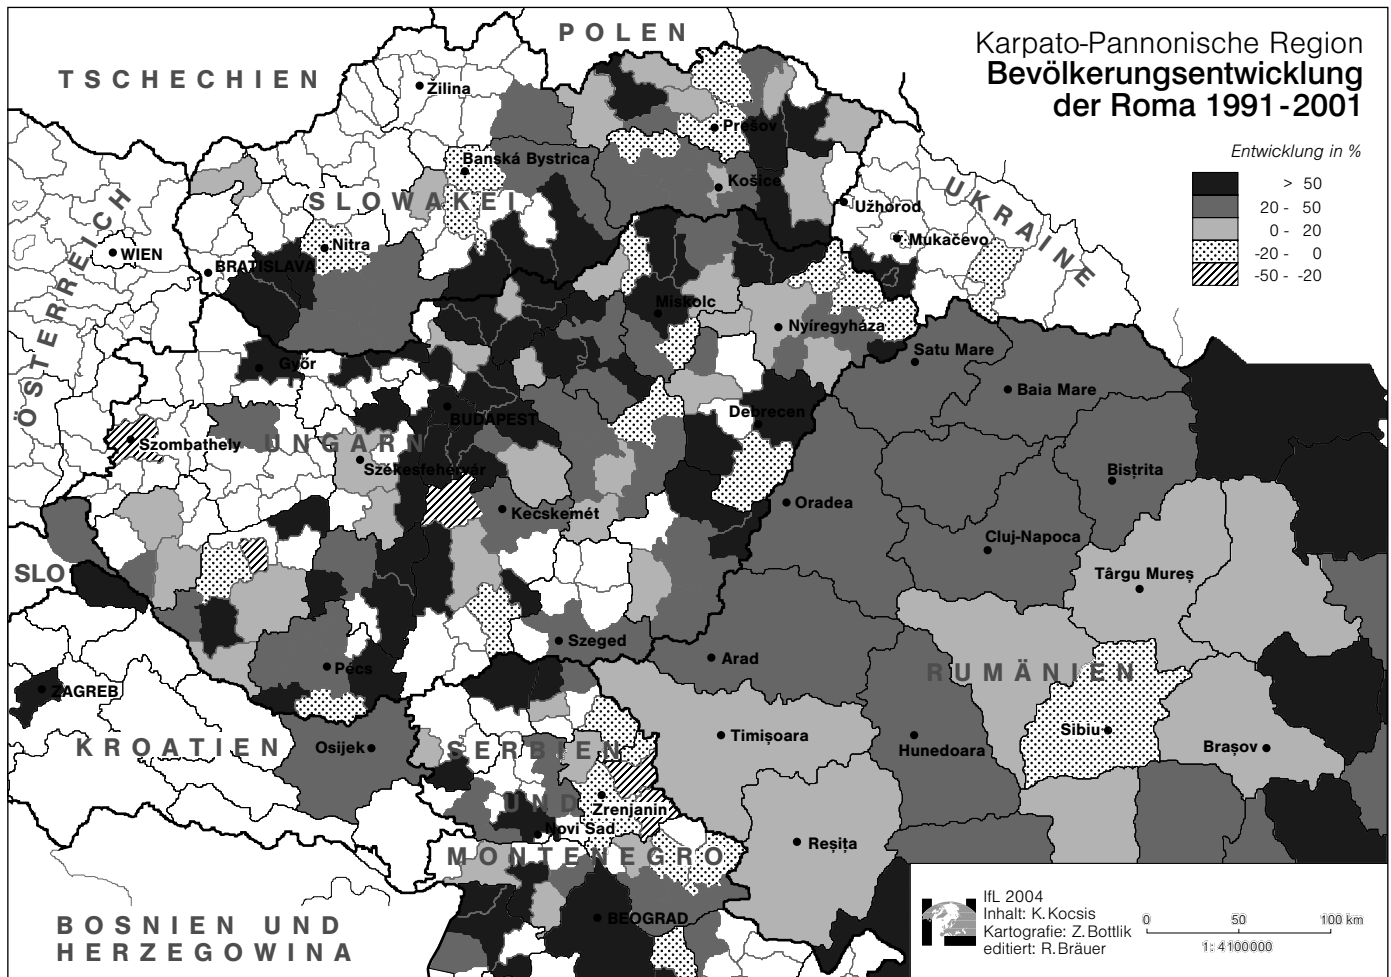 Karpato-Pannonische Region
Bevölkerungsentwicklung
der Roma 1991-2001
Entwicklung in %
> 50
20 - 50
0 - 20
-20 - 0
-50 - -20
POLEN
TSCHECHIEN
Žilina
Prešov
Banská Bystrica
Košice
SLOWAKEI
UKRAINE
Užhorod
Mukačevo
ÖSTERREICH
WIEN
Nitra
BRATISLAVA
Miskolc
Nyíregyháza
Satu Mare
Győr
Baia Mare
BUDAPEST
Debrecen
Szombathely
UNGARN
Székesfehérvár
Bistrița
Oradea
Kecskemét
Cluj-Napoca
SLO
Târgu Mureș
Szeged
Arad
RUMÄNIEN
Pécs
ZAGREB
KROATIEN
Osijek
SERBIEN
UND
MONTENEGRO
Timișoara
Hunedoara
Sibiu
Brașov
Zrenjanin
Novi Sad
Reșița
BEOGRAD
BOSNIEN UND
HERZEGOWINA
IfL 2004
Inhalt: K.Kocsis
Kartografie: Z.Bottlik
editiert: R.Bräuer
0 50 100 km
1: 4100000